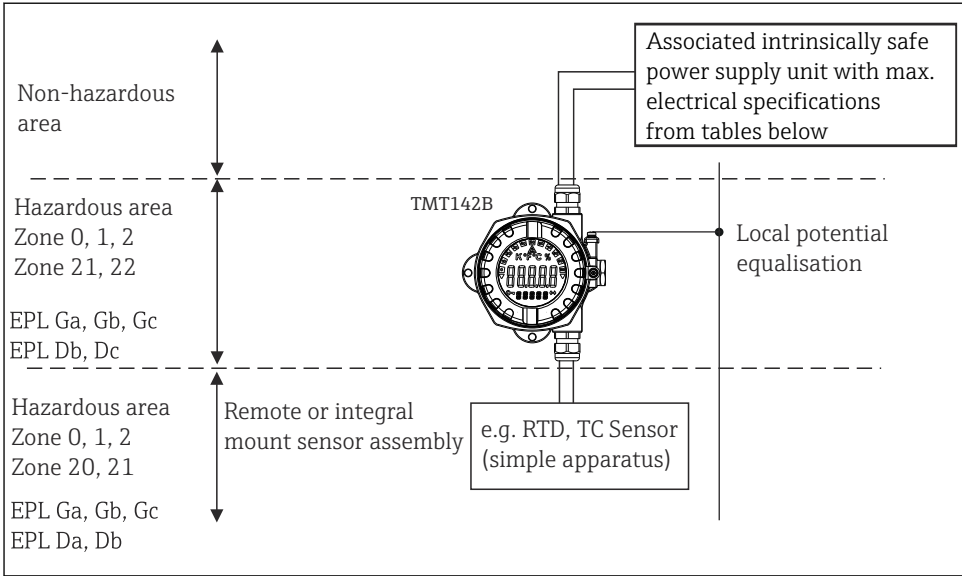 Associated intrinsically safe
power supply unit with max.
electrical specifications
from tables below
Non-hazardous
area
TMT142B
Hazardous area
Zone 0, 1, 2
Zone 21, 22
EPL Ga, Gb, Gc
EPL Db, Dc
Local potential
equalisation
Hazardous area
Zone 0, 1, 2
Zone 20, 21
EPL Ga, Gb, Gc
EPL Da, Db
Remote or integral
mount sensor assembly
e.g. RTD, TC Sensor
(simple apparatus)